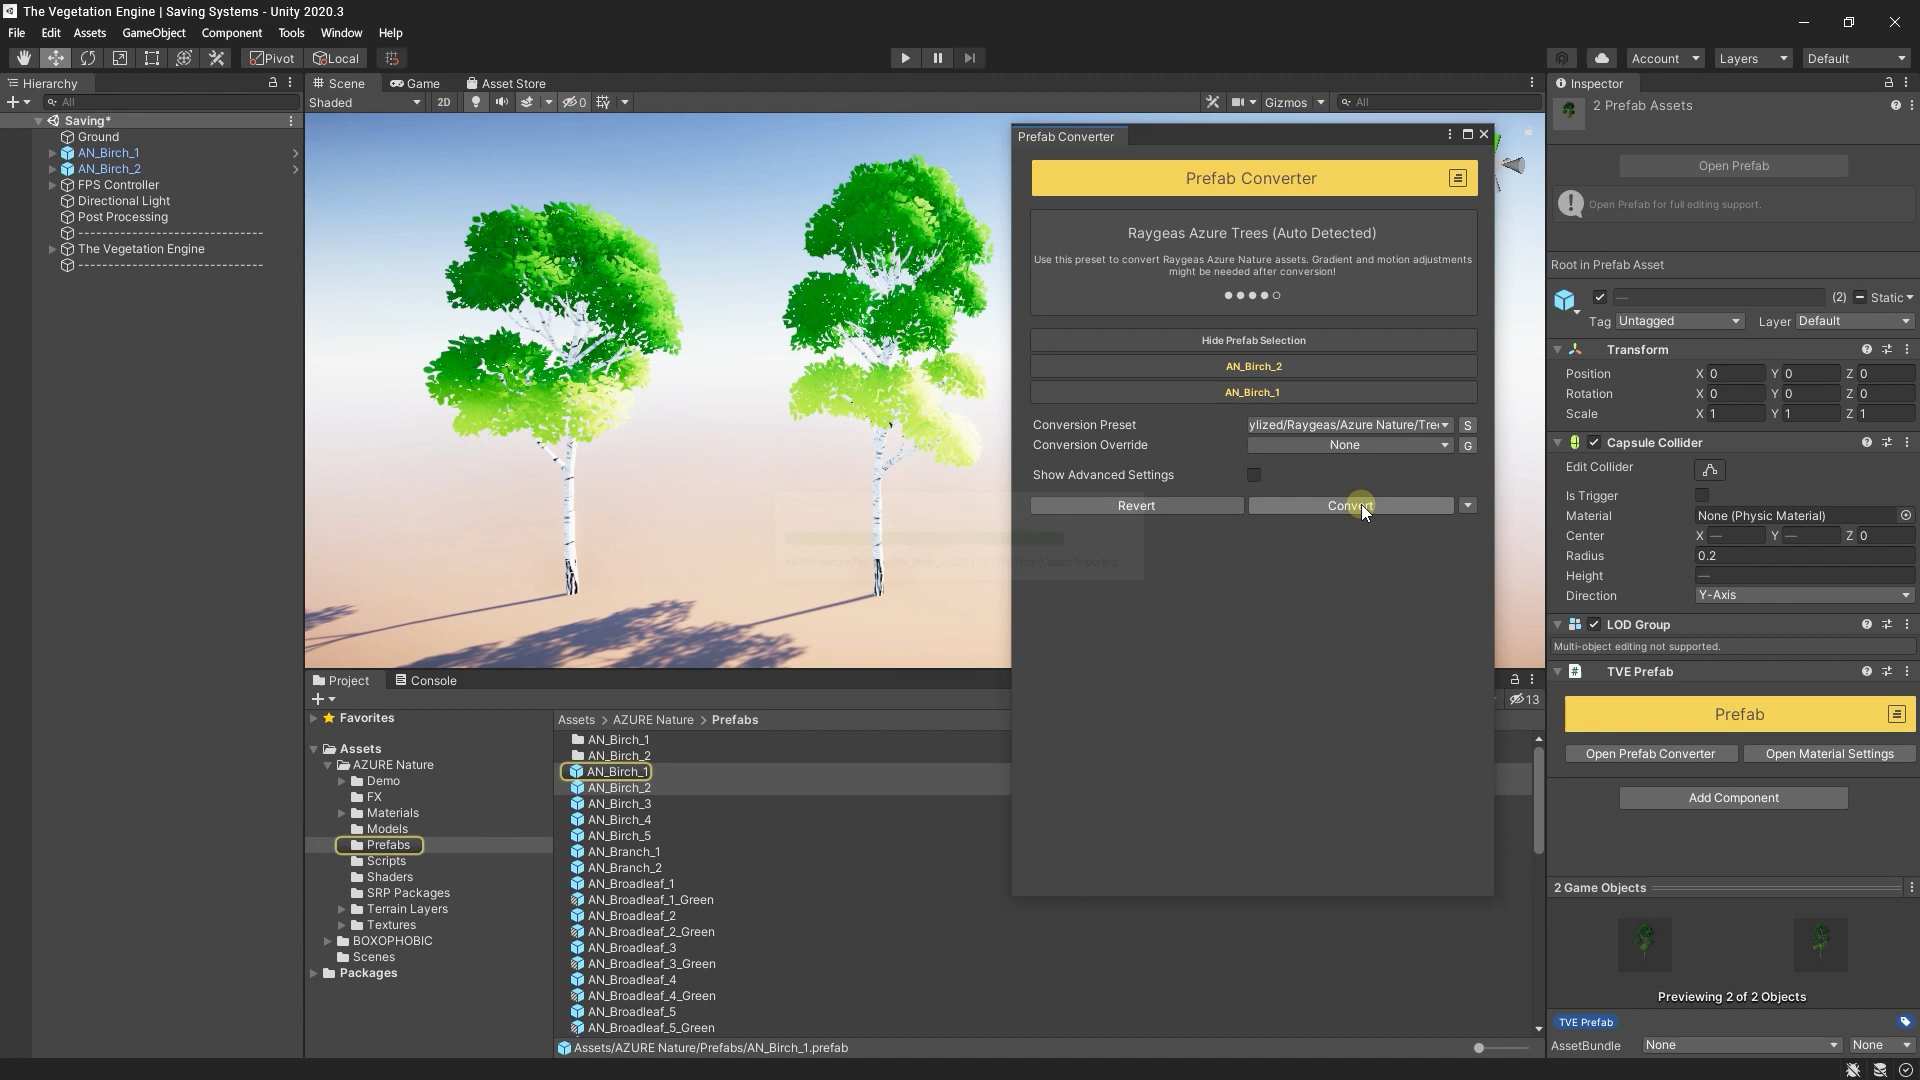 The Vegetation Engine | Saving Systems - Unity 2020.3
File Edit Assets GameObject Component Tools Window Help
Pivot Local
Account Layers Default
Hierarchy
All
Saving*
Ground
AN_Birch_1
AN_Birch_2
FPS Controller
Directional Light
Post Processing
------------------------------
The Vegetation Engine
------------------------------
Scene Game Asset Store
Shaded 2D 0 Gizmos All
Prefab Converter
Prefab Converter
Raygeas Azure Trees (Auto Detected)
Use this preset to convert Raygeas Azure Nature assets. Gradient and motion adjustments
might be needed after conversion!
Hide Prefab Selection
AN_Birch_2
AN_Birch_1
Conversion Preset ylized/Raygeas/Azure Nature/Tree S
Conversion Override None G
Show Advanced Settings
Revert Convert
Project Console
13
Favorites
Assets
AZURE Nature
Demo
FX
Materials
Models
Prefabs
Scripts
Shaders
SRP Packages
Terrain Layers
Textures
BOXOPHOBIC
Scenes
Packages
Assets > AZURE Nature > Prefabs
AN_Birch_1
AN_Birch_2
AN_Birch_1
AN_Birch_2
AN_Birch_3
AN_Birch_4
AN_Birch_5
AN_Branch_1
AN_Branch_2
AN_Broadleaf_1
AN_Broadleaf_1_Green
AN_Broadleaf_2
AN_Broadleaf_2_Green
AN_Broadleaf_3
AN_Broadleaf_3_Green
AN_Broadleaf_4
AN_Broadleaf_4_Green
AN_Broadleaf_5
AN_Broadleaf_5_Green
Assets/AZURE Nature/Prefabs/AN_Birch_1.prefab
Inspector
2 Prefab Assets
Open Prefab
Open Prefab for full editing support.
Root in Prefab Asset
— (2) Static
Tag Untagged Layer Default
Transform
Position X 0 Y 0 Z 0
Rotation X 0 Y 0 Z 0
Scale X 1 Y 1 Z 1
Capsule Collider
Edit Collider
Is Trigger
Material None (Physic Material)
Center X — Y — Z 0
Radius 0.2
Height —
Direction Y-Axis
LOD Group
Multi-object editing not supported.
TVE Prefab
Prefab
Open Prefab Converter Open Material Settings
Add Component
2 Game Objects
Previewing 2 of 2 Objects
TVE Prefab
AssetBundle None None